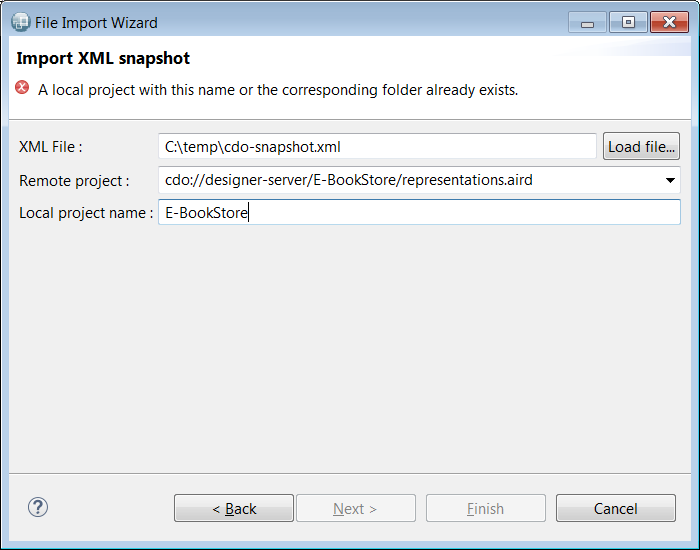 File Import Wizard
Import XML snapshot
A local project with this name or the corresponding folder already exists.
XML File : C:\temp\cdo-snapshot.xml Load file...
Remote project : cdo://designer-server/E-BookStore/representations.aird
Local project name : E-BookStore
? < Back Next > Finish Cancel